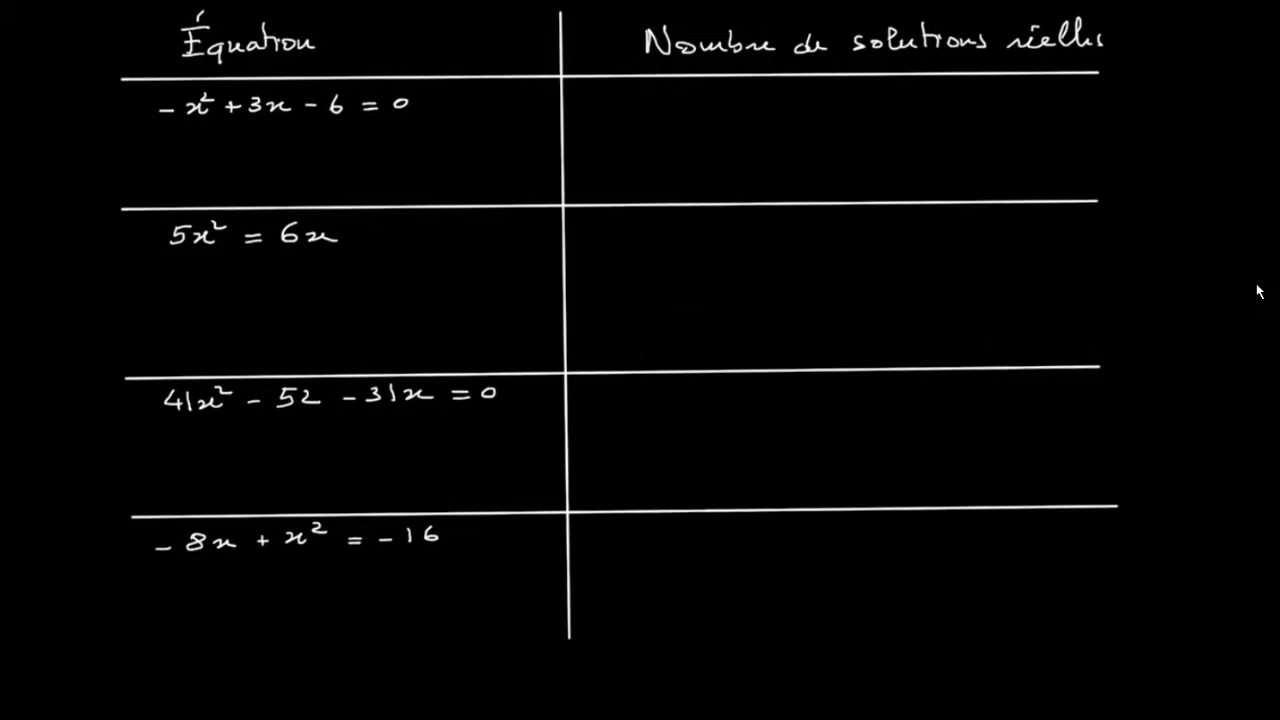 Équation
Nombre de solutions réelles
- x² + 3x - 6 = 0
5x² = 6x
41x² - 52 - 31x = 0
- 8x + x² = - 16